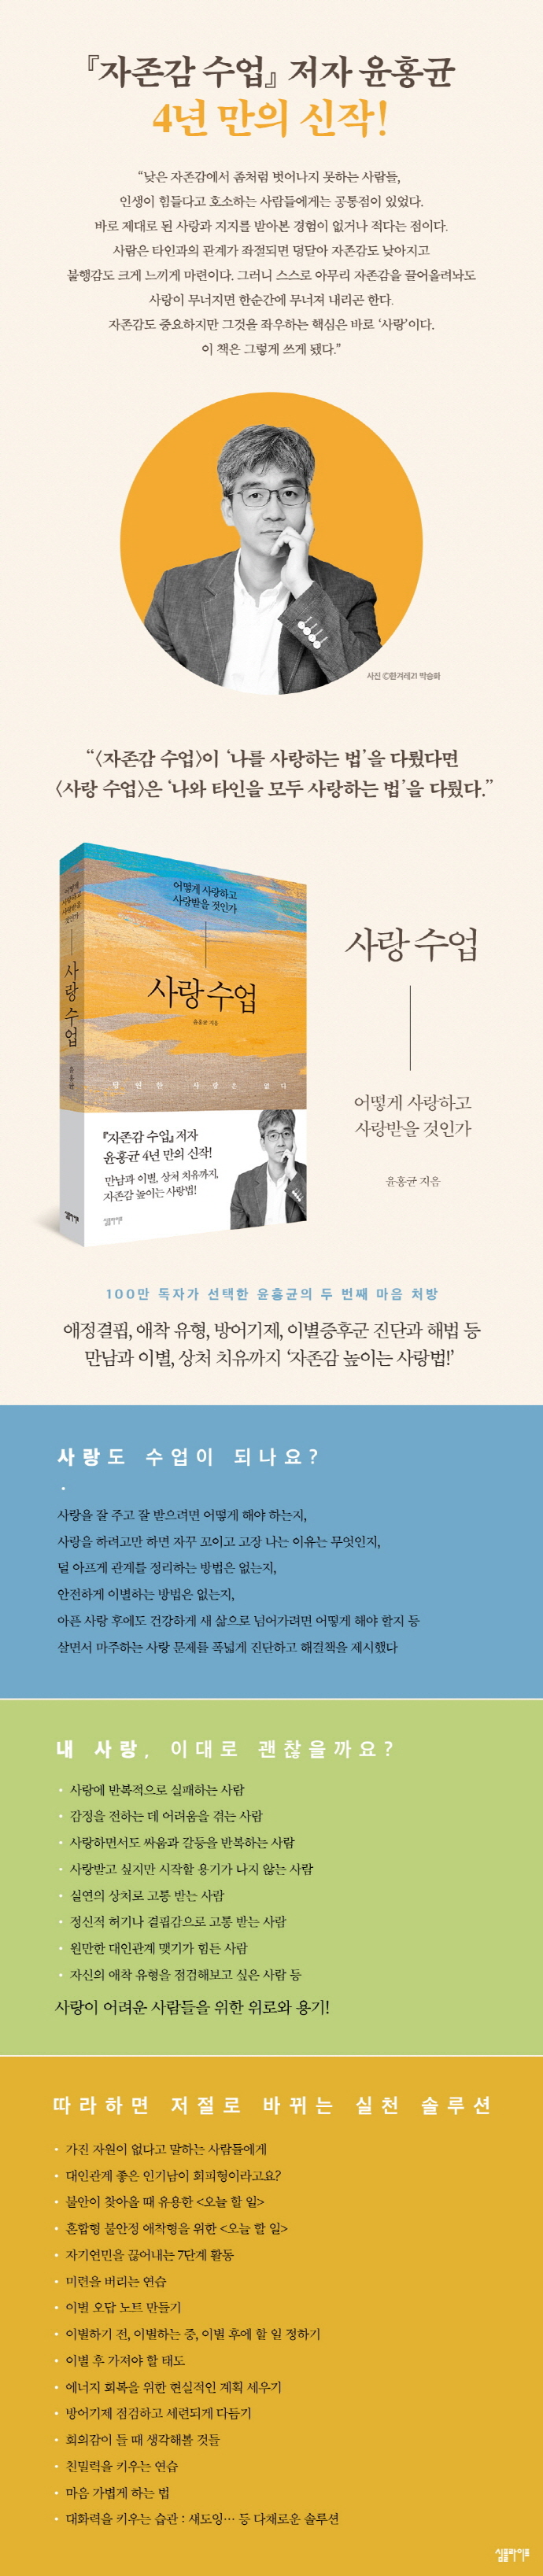 『자존감 수업』 저자 윤홍균
4년 만의 신작!
“낮은 자존감에서 좀처럼 벗어나지 못하는 사람들,
인생이 힘들다고 호소하는 사람들에게는 공통점이 있었다.
바로 제대로 된 사랑과 지지를 받아본 경험이 없거나 적다는 점이다.
사람은 타인과의 관계가 좌절되면 덩달아 자존감도 낮아지고
불행감도 크게 느끼게 마련이다. 그러니 스스로 아무리 자존감을 끌어올려놔도
사랑이 무너지면 한순간에 무너져 내리곤 한다.
자존감도 중요하지만 그것을 좌우하는 핵심은 바로 ‘사랑’이다.
이 책은 그렇게 쓰게 됐다.”
사진 ©한겨레21 박승화
“〈자존감 수업〉이 ‘나를 사랑하는 법’을 다뤘다면
〈사랑 수업〉은 ‘나와 타인을 모두 사랑하는 법’을 다뤘다.”
어떻게
사랑하고
사랑받을
것인가
사랑 수업
윤홍균
심플라이프
어떻게 사랑하고
사랑받을 것인가
사랑 수업
윤홍균 지음
당연한 사랑은 없다
『자존감 수업』 저자
윤홍균 4년 만의 신작!
만남과 이별, 상처 치유까지,
자존감 높이는 사랑법!
심플라이프
사랑 수업
어떻게 사랑하고
사랑받을 것인가
윤홍균 지음
100만 독자가 선택한 윤홍균의 두 번째 마음 처방
애정결핍, 애착 유형, 방어기제, 이별증후군 진단과 해법 등
만남과 이별, 상처 치유까지 ‘자존감 높이는 사랑법!’
사랑도 수업이 되나요?
사랑을 잘 주고 잘 받으려면 어떻게 해야 하는지,
사랑을 하려고만 하면 자꾸 꼬이고 고장 나는 이유는 무엇인지,
덜 아프게 관계를 정리하는 방법은 없는지,
안전하게 이별하는 방법은 없는지,
아픈 사랑 후에도 건강하게 새 삶으로 넘어가려면 어떻게 해야 할지 등
살면서 마주하는 사랑 문제를 폭넓게 진단하고 해결책을 제시했다
내 사랑, 이대로 괜찮을까요?
• 사랑에 반복적으로 실패하는 사람
• 감정을 전하는 데 어려움을 겪는 사람
• 사랑하면서도 싸움과 갈등을 반복하는 사람
• 사랑받고 싶지만 시작할 용기가 나지 않는 사람
• 실연의 상처로 고통 받는 사람
• 정신적 허기나 결핍감으로 고통 받는 사람
• 원만한 대인관계 맺기가 힘든 사람
• 자신의 애착 유형을 점검해보고 싶은 사람 등
사랑이 어려운 사람들을 위한 위로와 용기!
따라하면 저절로 바뀌는 실천 솔루션
• 가진 자원이 없다고 말하는 사람들에게
• 대인관계 좋은 인기남이 회피형이라고요?
• 불안이 찾아올 때 유용한 <오늘 할 일>
• 혼합형 불안정 애착형을 위한 <오늘 할 일>
• 자기연민을 끊어내는 7단계 활동
• 미련을 버리는 연습
• 이별 오답 노트 만들기
• 이별하기 전, 이별하는 중, 이별 후에 할 일 정하기
• 이별 후 가져야 할 태도
• 에너지 회복을 위한 현실적인 계획 세우기
• 방어기제 점검하고 세련되게 다듬기
• 회의감이 들 때 생각해볼 것들
• 친밀력을 키우는 연습
• 마음 가볍게 하는 법
• 대화력을 키우는 습관 : 섀도잉… 등 다채로운 솔루션
심플라이프